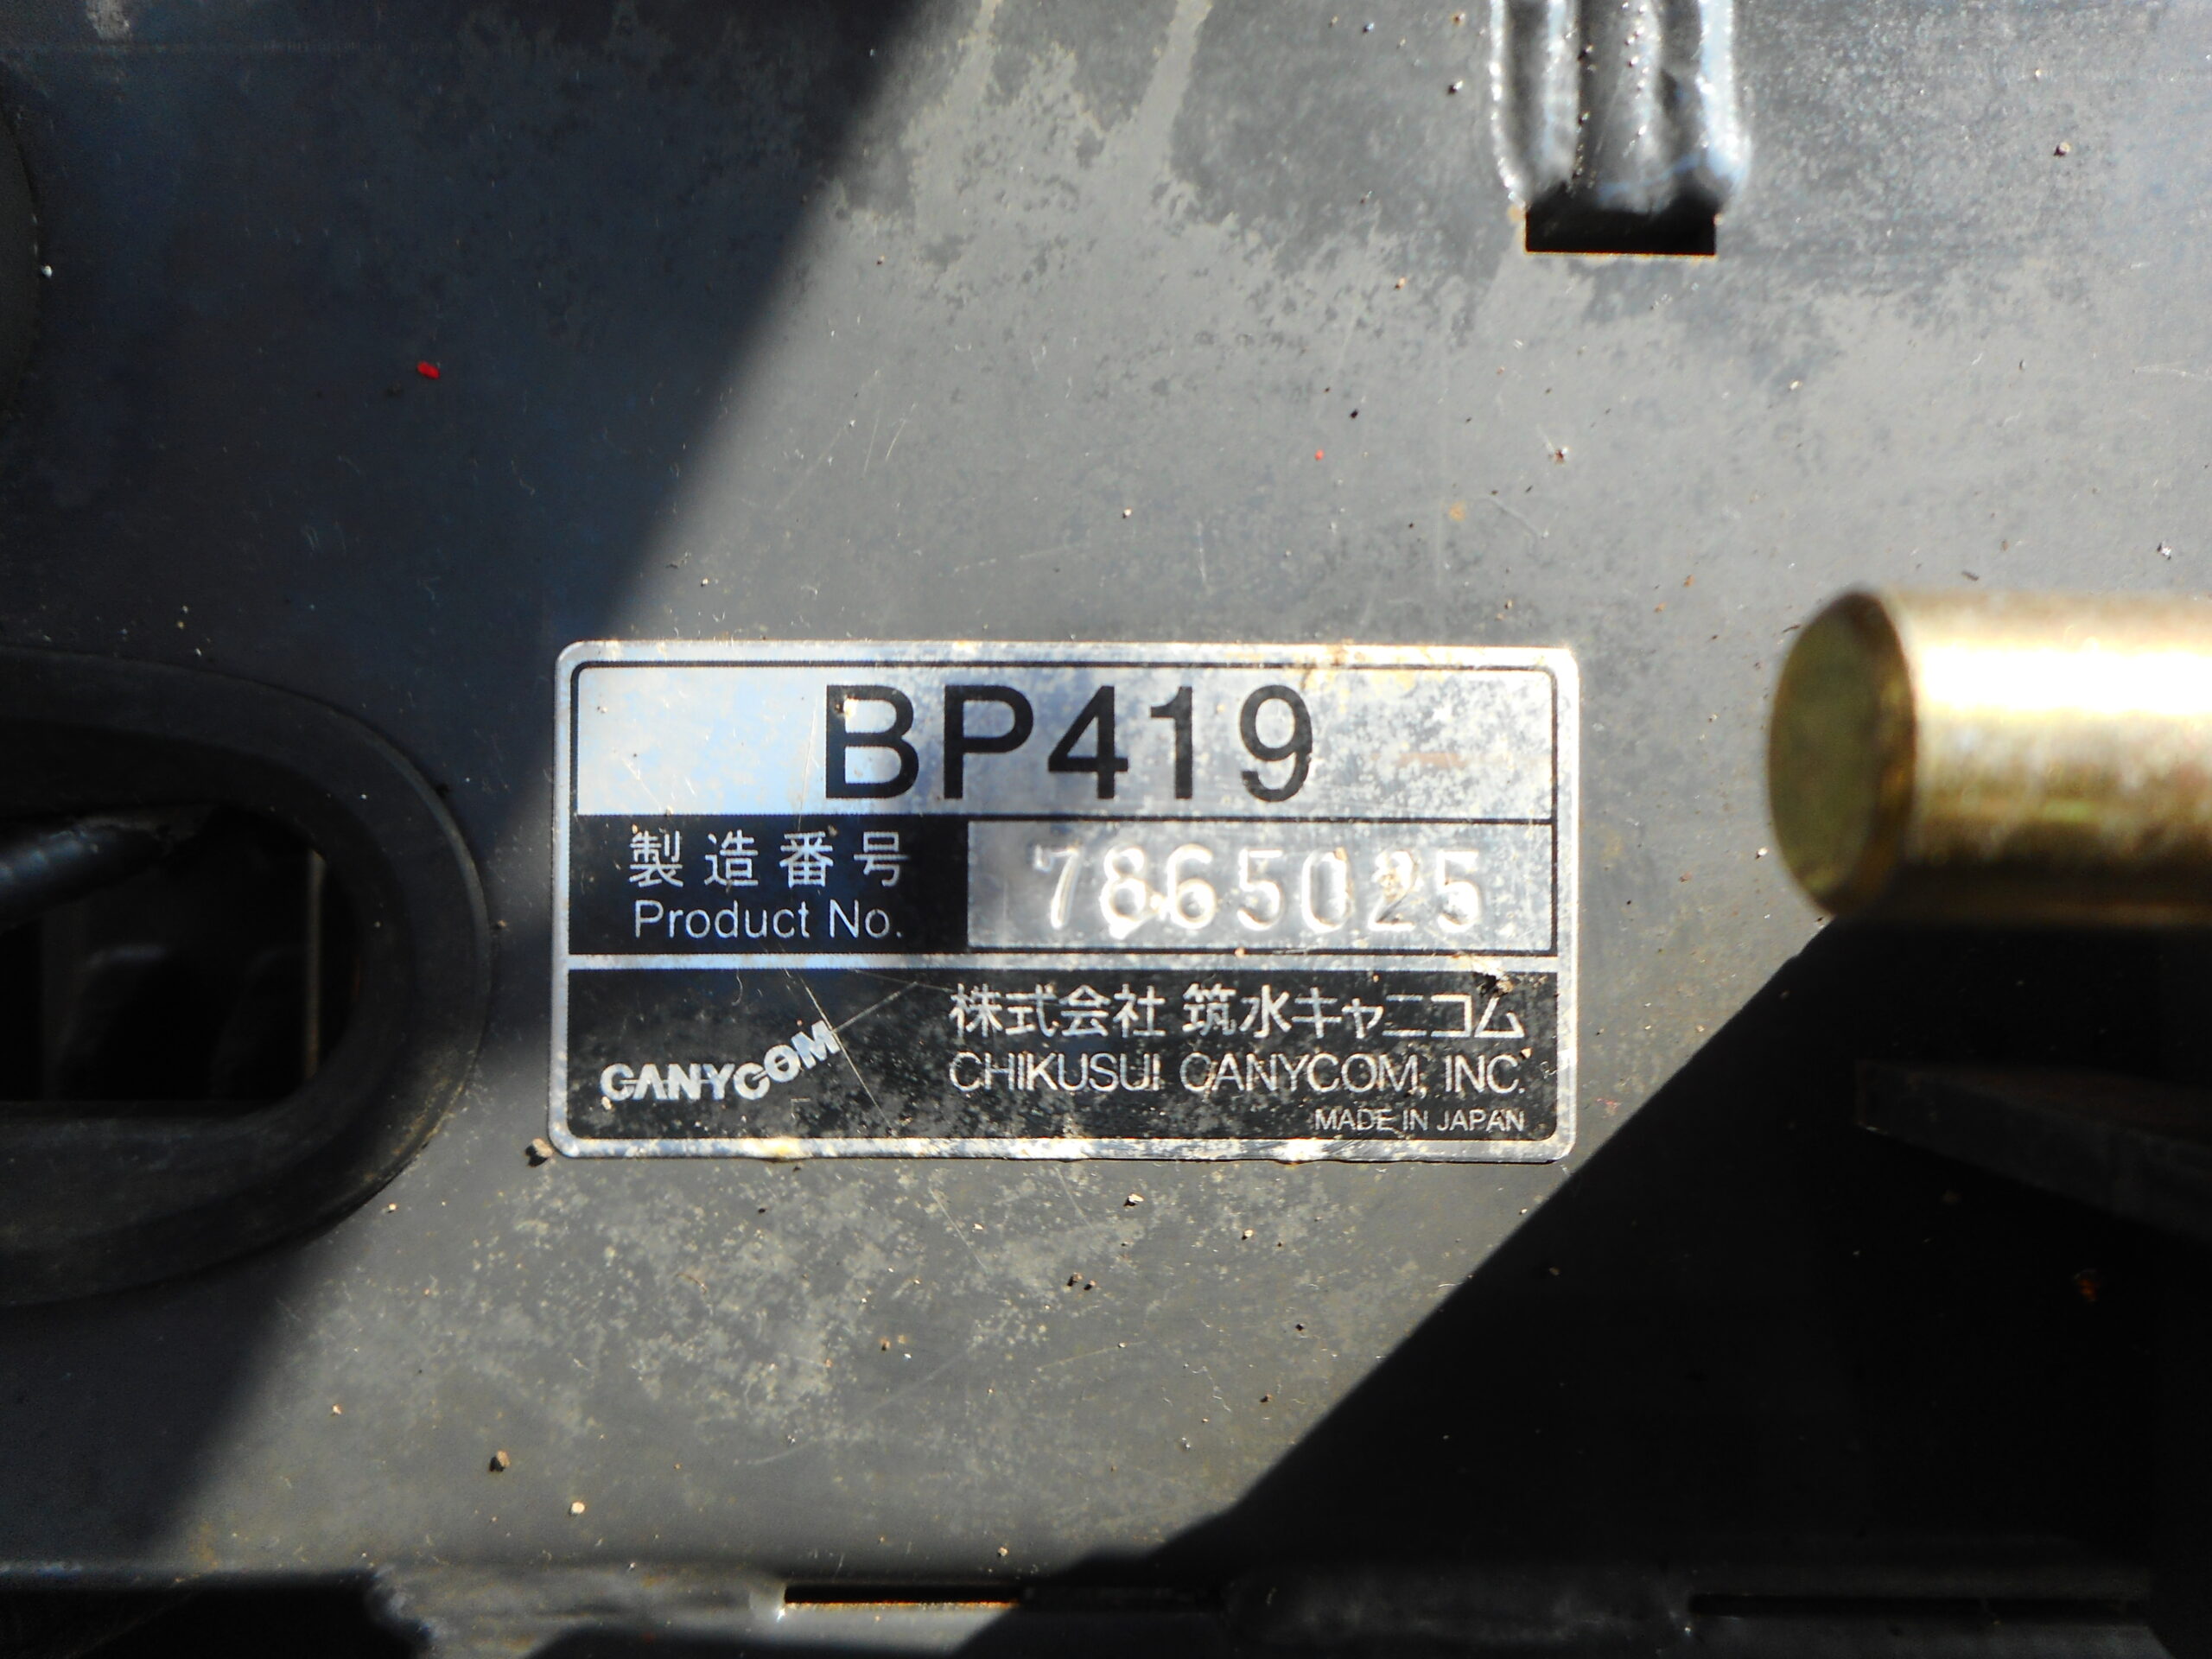 BP419
製造番号 7865025
Product No.
株式会社 筑水キャニコム
CANYCOM CHIKUSUI CANYCOM, INC.
MADE IN JAPAN